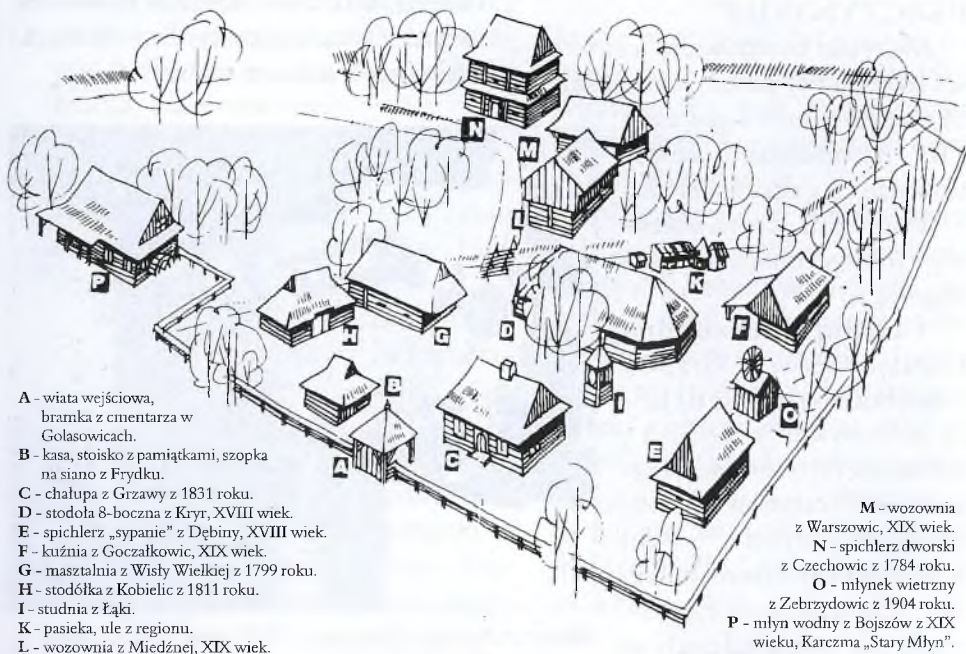 N
M
L
P
K
H
G
D
F
B
I
O
A
C
E
A - wiata wejściowa,
bramka z cmentarza w
Golasowicach.
B - kasa, stoisko z pamiątkami, szopka
na siano z Frydku.
C - chałupa z Grzawy z 1831 roku.
D - stodoła 8-boczna z Kryr, XVIII wiek.
E - spichlerz „sypanie” z Dębiny, XVIII wiek.
F - kuźnia z Goczałkowic, XIX wiek.
G - masztalnia z Wisły Wielkiej z 1799 roku.
H - stodółka z Kobielic z 1811 roku.
I - studnia z Łąki.
K - pasieka, ule z regionu.
L - wozownia z Miedźnej, XIX wiek.
M - wozownia
z Warszowic, XIX wiek.
N - spichlerz dworski
z Czechowic z 1784 roku.
O - młynek wietrzny
z Zebrzydowic z 1904 roku.
P - młyn wodny z Bojszów z XIX
wieku, Karczma „Stary Młyn”.